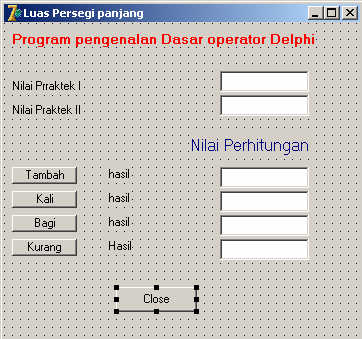 Luas Persegi panjang
Program pengenalan Dasar operator Delphi
Nilai Prraktek I
Nilai Praktek II
Nilai Perhitungan
Tambah hasil
Kali hasil
Bagi hasil
Kurang Hasil
Close